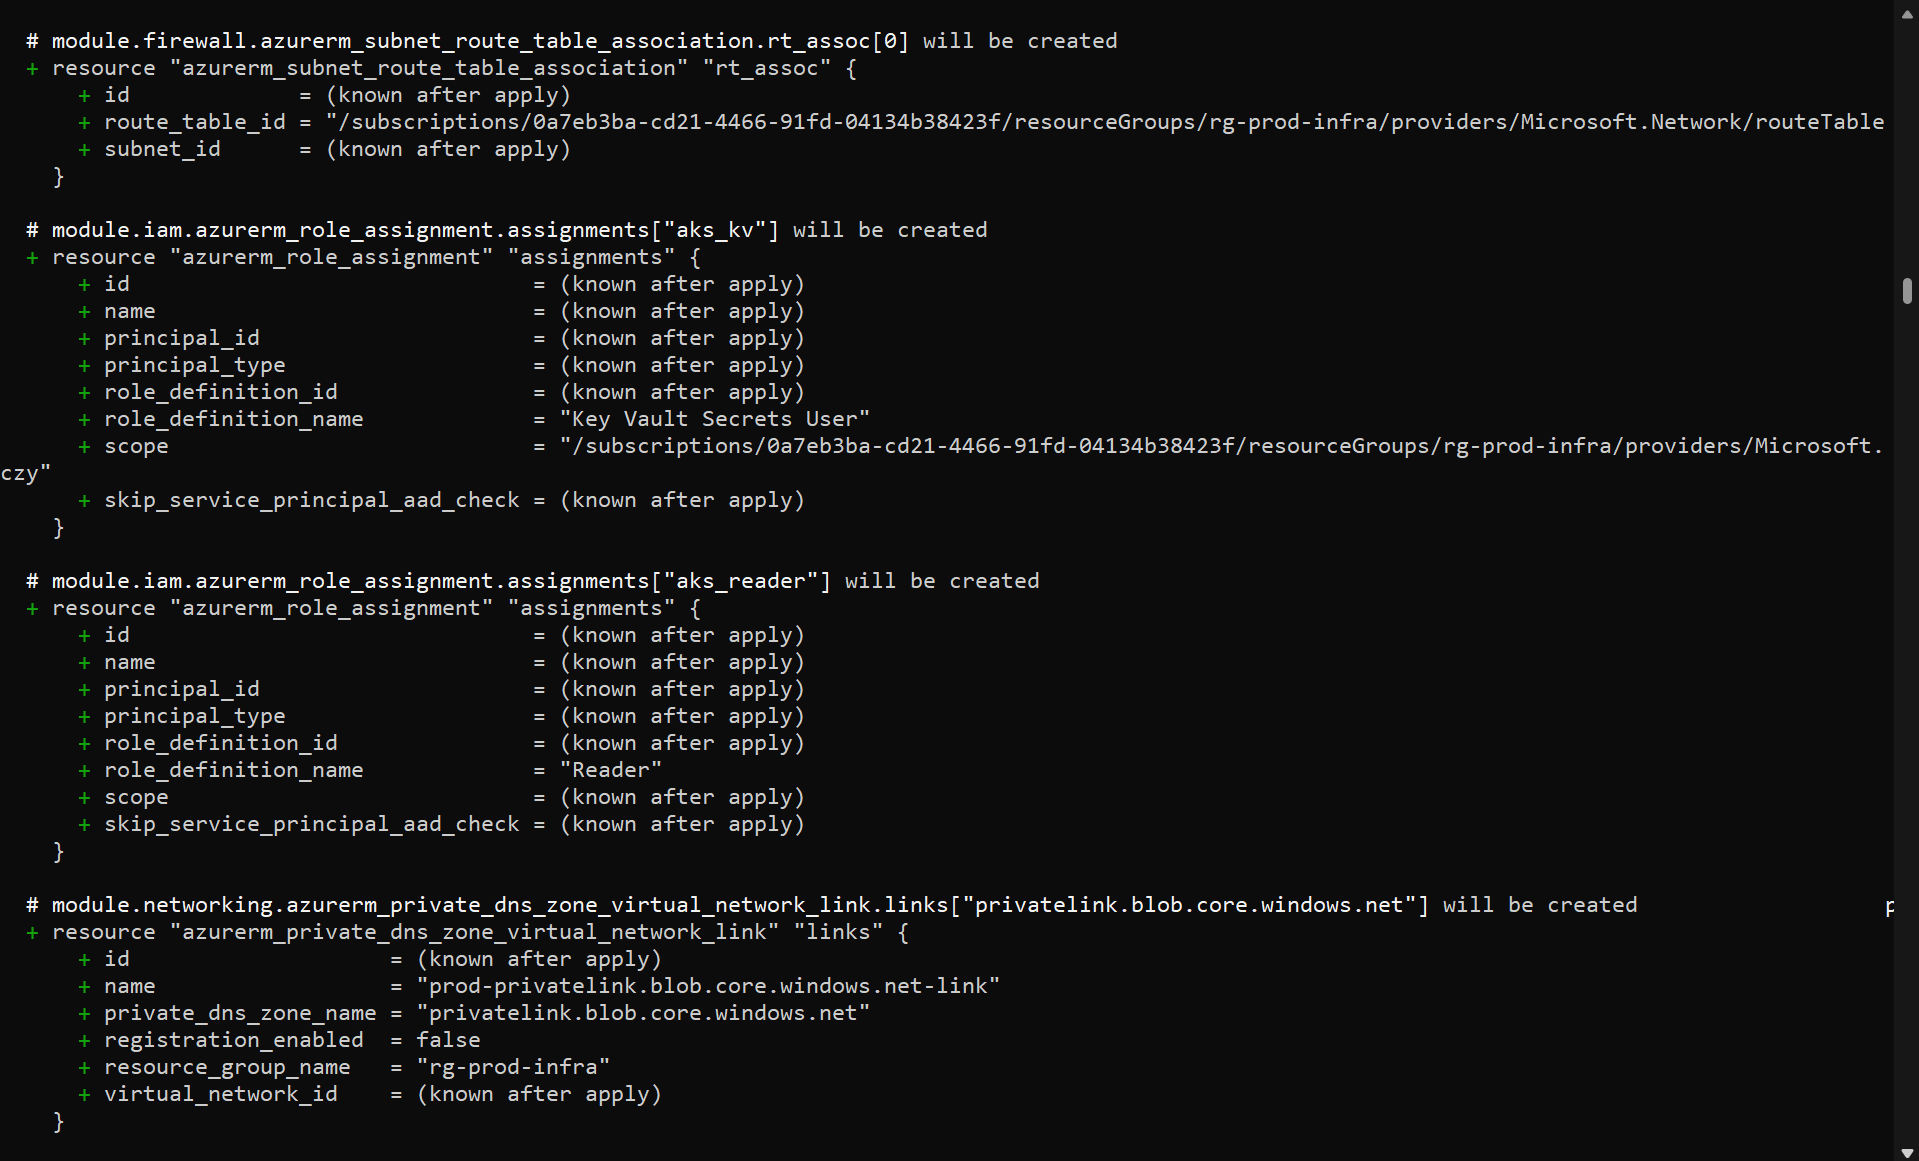 # module.firewall.azurerm_subnet_route_table_association.rt_assoc[0] will be created
+ resource "azurerm_subnet_route_table_association" "rt_assoc" {
+ id             = (known after apply)
+ route_table_id = "/subscriptions/0a7eb3ba-cd21-4466-91fd-04134b38423f/resourceGroups/rg-prod-infra/providers/Microsoft.Network/routeTable
+ subnet_id      = (known after apply)
}
# module.iam.azurerm_role_assignment.assignments["aks_kv"] will be created
+ resource "azurerm_role_assignment" "assignments" {
+ id                               = (known after apply)
+ name                             = (known after apply)
+ principal_id                     = (known after apply)
+ principal_type                   = (known after apply)
+ role_definition_id               = (known after apply)
+ role_definition_name             = "Key Vault Secrets User"
+ scope                            = "/subscriptions/0a7eb3ba-cd21-4466-91fd-04134b38423f/resourceGroups/rg-prod-infra/providers/Microsoft.
czy"
+ skip_service_principal_aad_check = (known after apply)
}
# module.iam.azurerm_role_assignment.assignments["aks_reader"] will be created
+ resource "azurerm_role_assignment" "assignments" {
+ id                               = (known after apply)
+ name                             = (known after apply)
+ principal_id                     = (known after apply)
+ principal_type                   = (known after apply)
+ role_definition_id               = (known after apply)
+ role_definition_name             = "Reader"
+ scope                            = (known after apply)
+ skip_service_principal_aad_check = (known after apply)
}
# module.networking.azurerm_private_dns_zone_virtual_network_link.links["privatelink.blob.core.windows.net"] will be created p
+ resource "azurerm_private_dns_zone_virtual_network_link" "links" {
+ id                    = (known after apply)
+ name                  = "prod-privatelink.blob.core.windows.net-link"
+ private_dns_zone_name = "privatelink.blob.core.windows.net"
+ registration_enabled  = false
+ resource_group_name   = "rg-prod-infra"
+ virtual_network_id    = (known after apply)
}